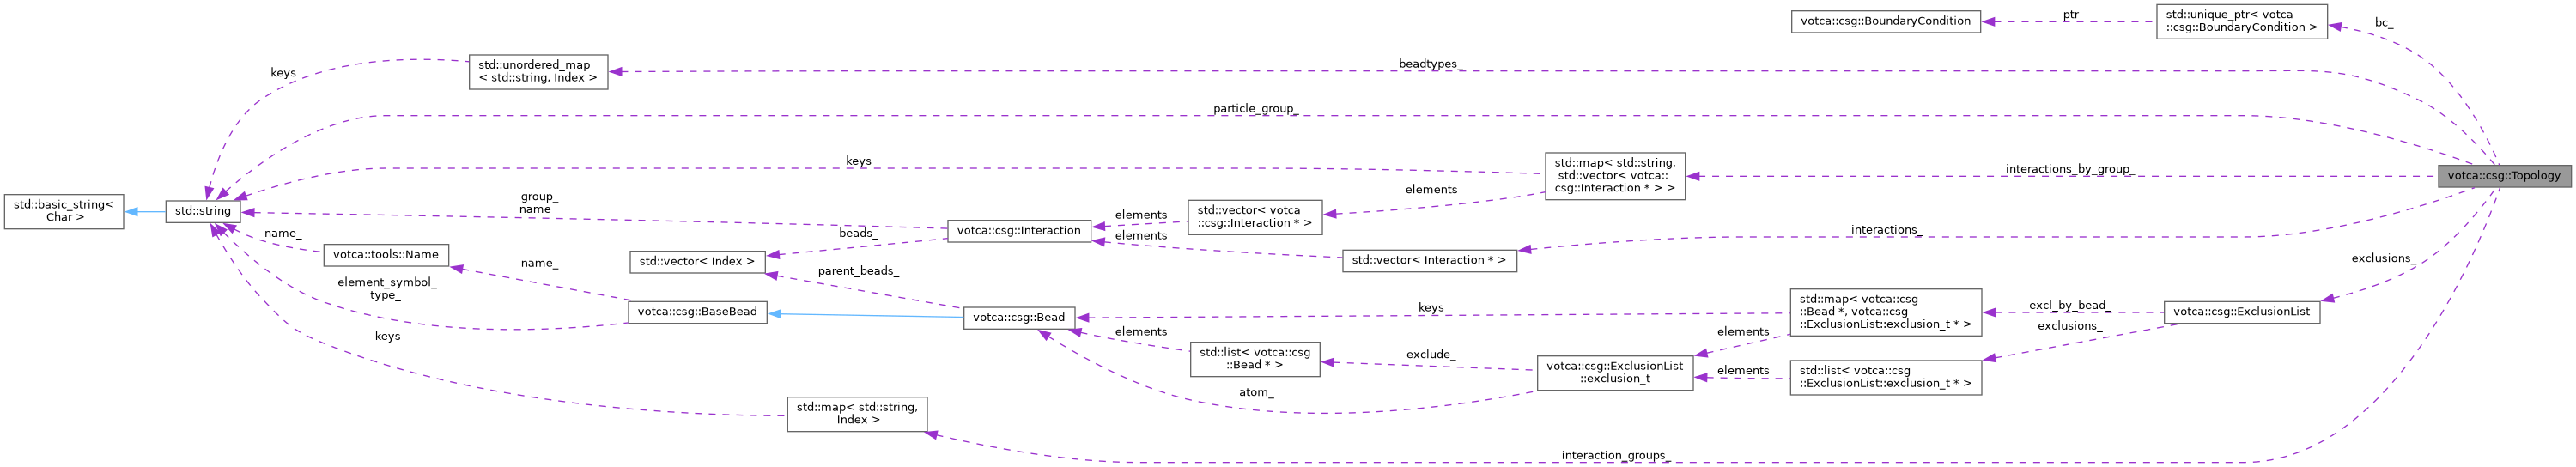 votca::csg::BoundaryCondition
ptr
std::unique_ptr< votca
::csg::BoundaryCondition >
bc_
std::unordered_map
< std::string, Index >
keys
beadtypes_
particle_group_
keys
std::map< std::string,
std::vector< votca::
csg::Interaction * > >
interactions_by_group_
votca::csg::Topology
std::basic_string<
Char >
std::string
group_
name_
elements
std::vector< votca
::csg::Interaction * >
elements
votca::csg::Interaction
name_
votca::tools::Name
beads_
elements
interactions_
std::vector< Index >
std::vector< Interaction * >
name_
parent_beads_
exclusions_
element_symbol_
type_
votca::csg::BaseBead
votca::csg::Bead
keys
std::map< votca::csg
::Bead *, votca::csg
::ExclusionList::exclusion_t * >
excl_by_bead_
votca::csg::ExclusionList
exclusions_
keys
elements
elements
std::list< votca::csg
::Bead * >
exclude_
votca::csg::ExclusionList
::exclusion_t
elements
std::list< votca::csg
::ExclusionList::exclusion_t * >
atom_
std::map< std::string,
Index >
interaction_groups_